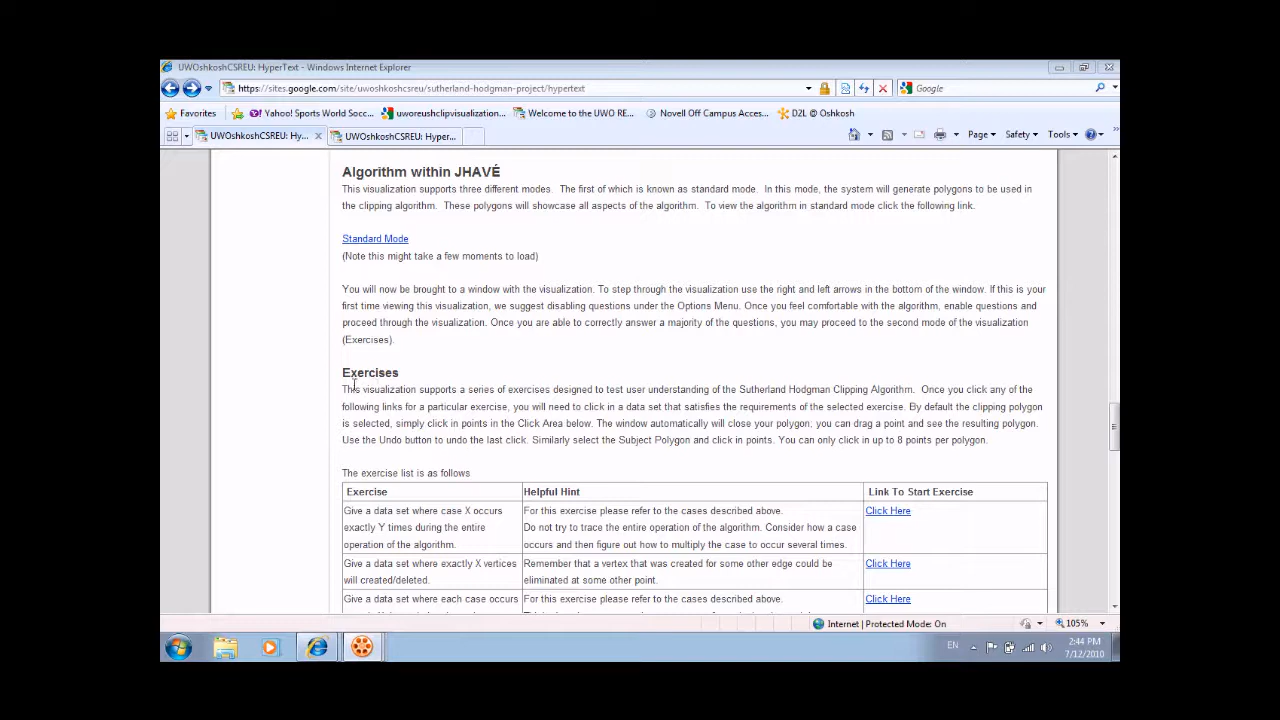 UWOshkoshCSREU: HyperText - Windows Internet Explorer
https://sites.google.com/site/uwoshkoshcsreu/sutherland-hodgman-project/hypertext
Google
Favorites Yahoo! Sports World Socc... uworeushclipvisualization... Welcome to the UWO RE... Novell Off Campus Acces... D2L @ Oshkosh
UWOshkoshCSREU: Hy... UWOshkoshCSREU: Hyper...
Page Safety Tools
Algorithm within JHAVÉ
This visualization supports three different modes. The first of which is known as standard mode. In this mode, the system will generate polygons to be used in
the clipping algorithm. These polygons will showcase all aspects of the algorithm. To view the algorithm in standard mode click the following link.
Standard Mode
(Note this might take a few moments to load)
You will now be brought to a window with the visualization. To step through the visualization use the right and left arrows in the bottom of the window. If this is your
first time viewing this visualization, we suggest disabling questions under the Options Menu. Once you feel comfortable with the algorithm, enable questions and
proceed through the visualization. Once you are able to correctly answer a majority of the questions, you may proceed to the second mode of the visualization
(Exercises).
Exercises
This visualization supports a series of exercises designed to test user understanding of the Sutherland Hodgman Clipping Algorithm. Once you click any of the
following links for a particular exercise, you will need to click in a data set that satisfies the requirements of the selected exercise. By default the clipping polygon
is selected, simply click in points in the Click Area below. The window automatically will close your polygon; you can drag a point and see the resulting polygon.
Use the Undo button to undo the last click. Similarly select the Subject Polygon and click in points. You can only click in up to 8 points per polygon.
The exercise list is as follows
Exercise Helpful Hint Link To Start Exercise
Give a data set where case X occurs For this exercise please refer to the cases described above. Click Here
exactly Y times during the entire Do not try to trace the entire operation of the algorithm. Consider how a case
operation of the algorithm. occurs and then figure out how to multiply the case to occur several times.
Give a data set where exactly X vertices Remember that a vertex that was created for some other edge could be Click Here
will created/deleted. eliminated at some other point.
Give a data set where each case occurs For this exercise please refer to the cases described above. Click Here
Internet | Protected Mode: On 105%
EN 2:44 PM
7/12/2010